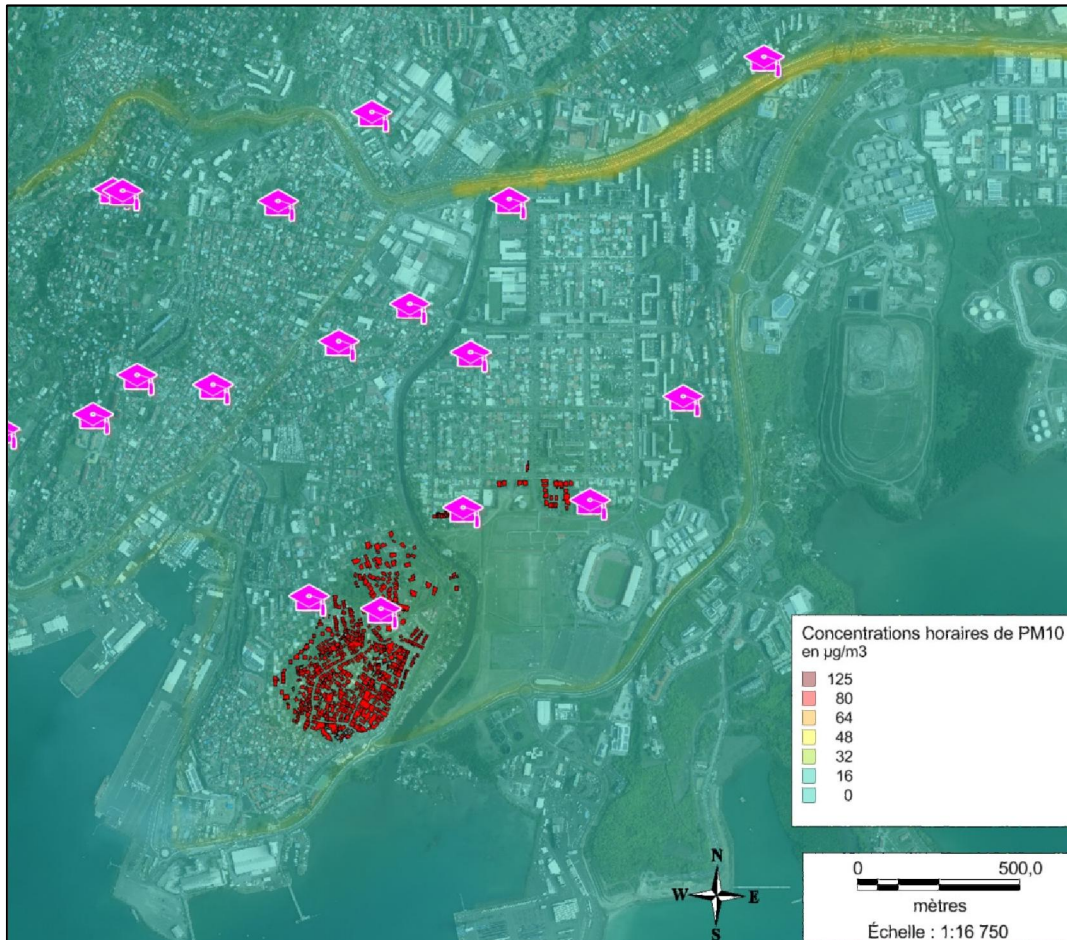 Concentrations horaires de PM10
en µg/m3
125
80
64
48
32
16
0
N
W E
S
0 500,0
mètres
Échelle : 1:16 750